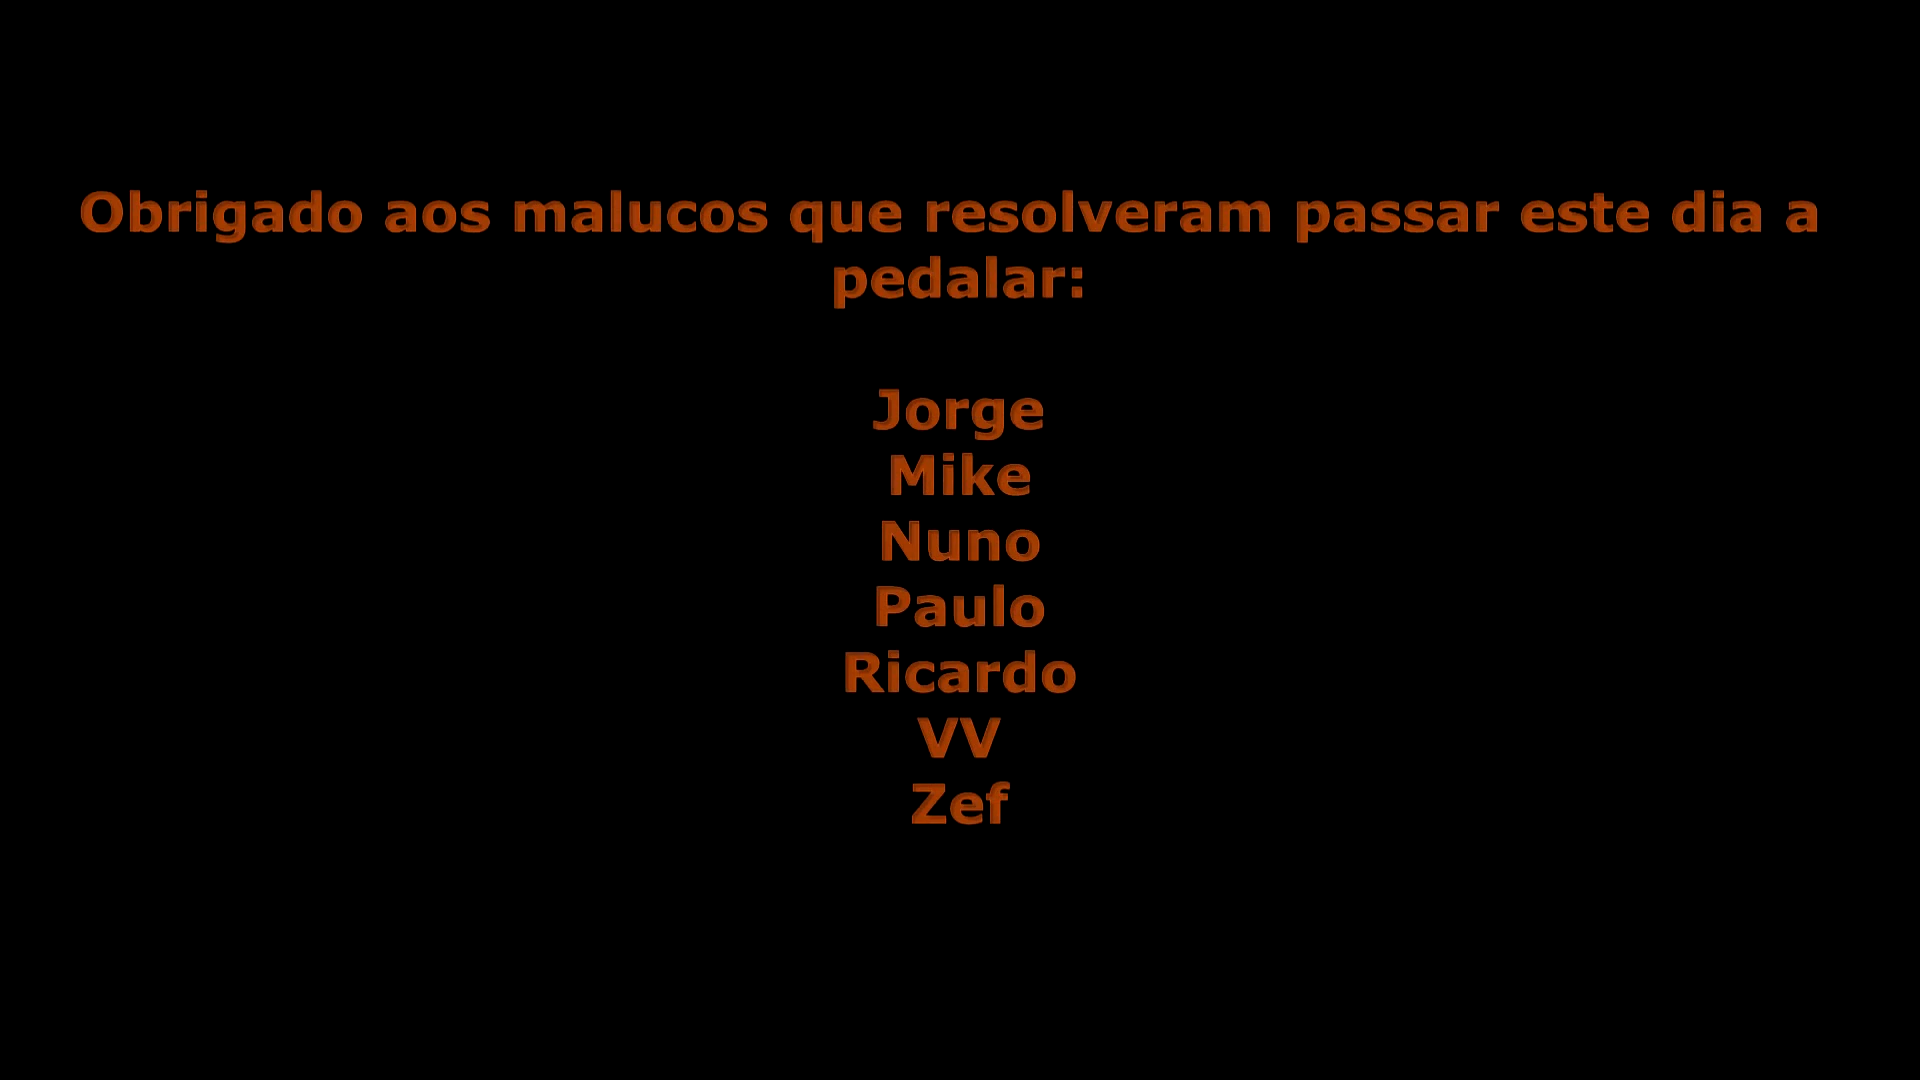 Obrigado aos malucos que resolveram passar este dia a
pedalar:
Jorge
Mike
Nuno
Paulo
Ricardo
VV
Zef